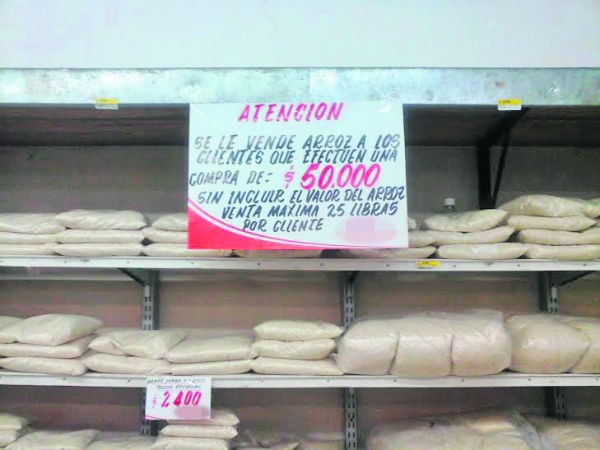 ATENCION
SE LE VENDE ARROZ A LOS
CLIENTES QUE EFECTUEN UNA
COMPRA DE: $ 50.000
SIN INCLUIR EL VALOR DEL ARROZ
VENTA MAXIMA 25 LIBRAS
POR CLIENTE
$ 2.400